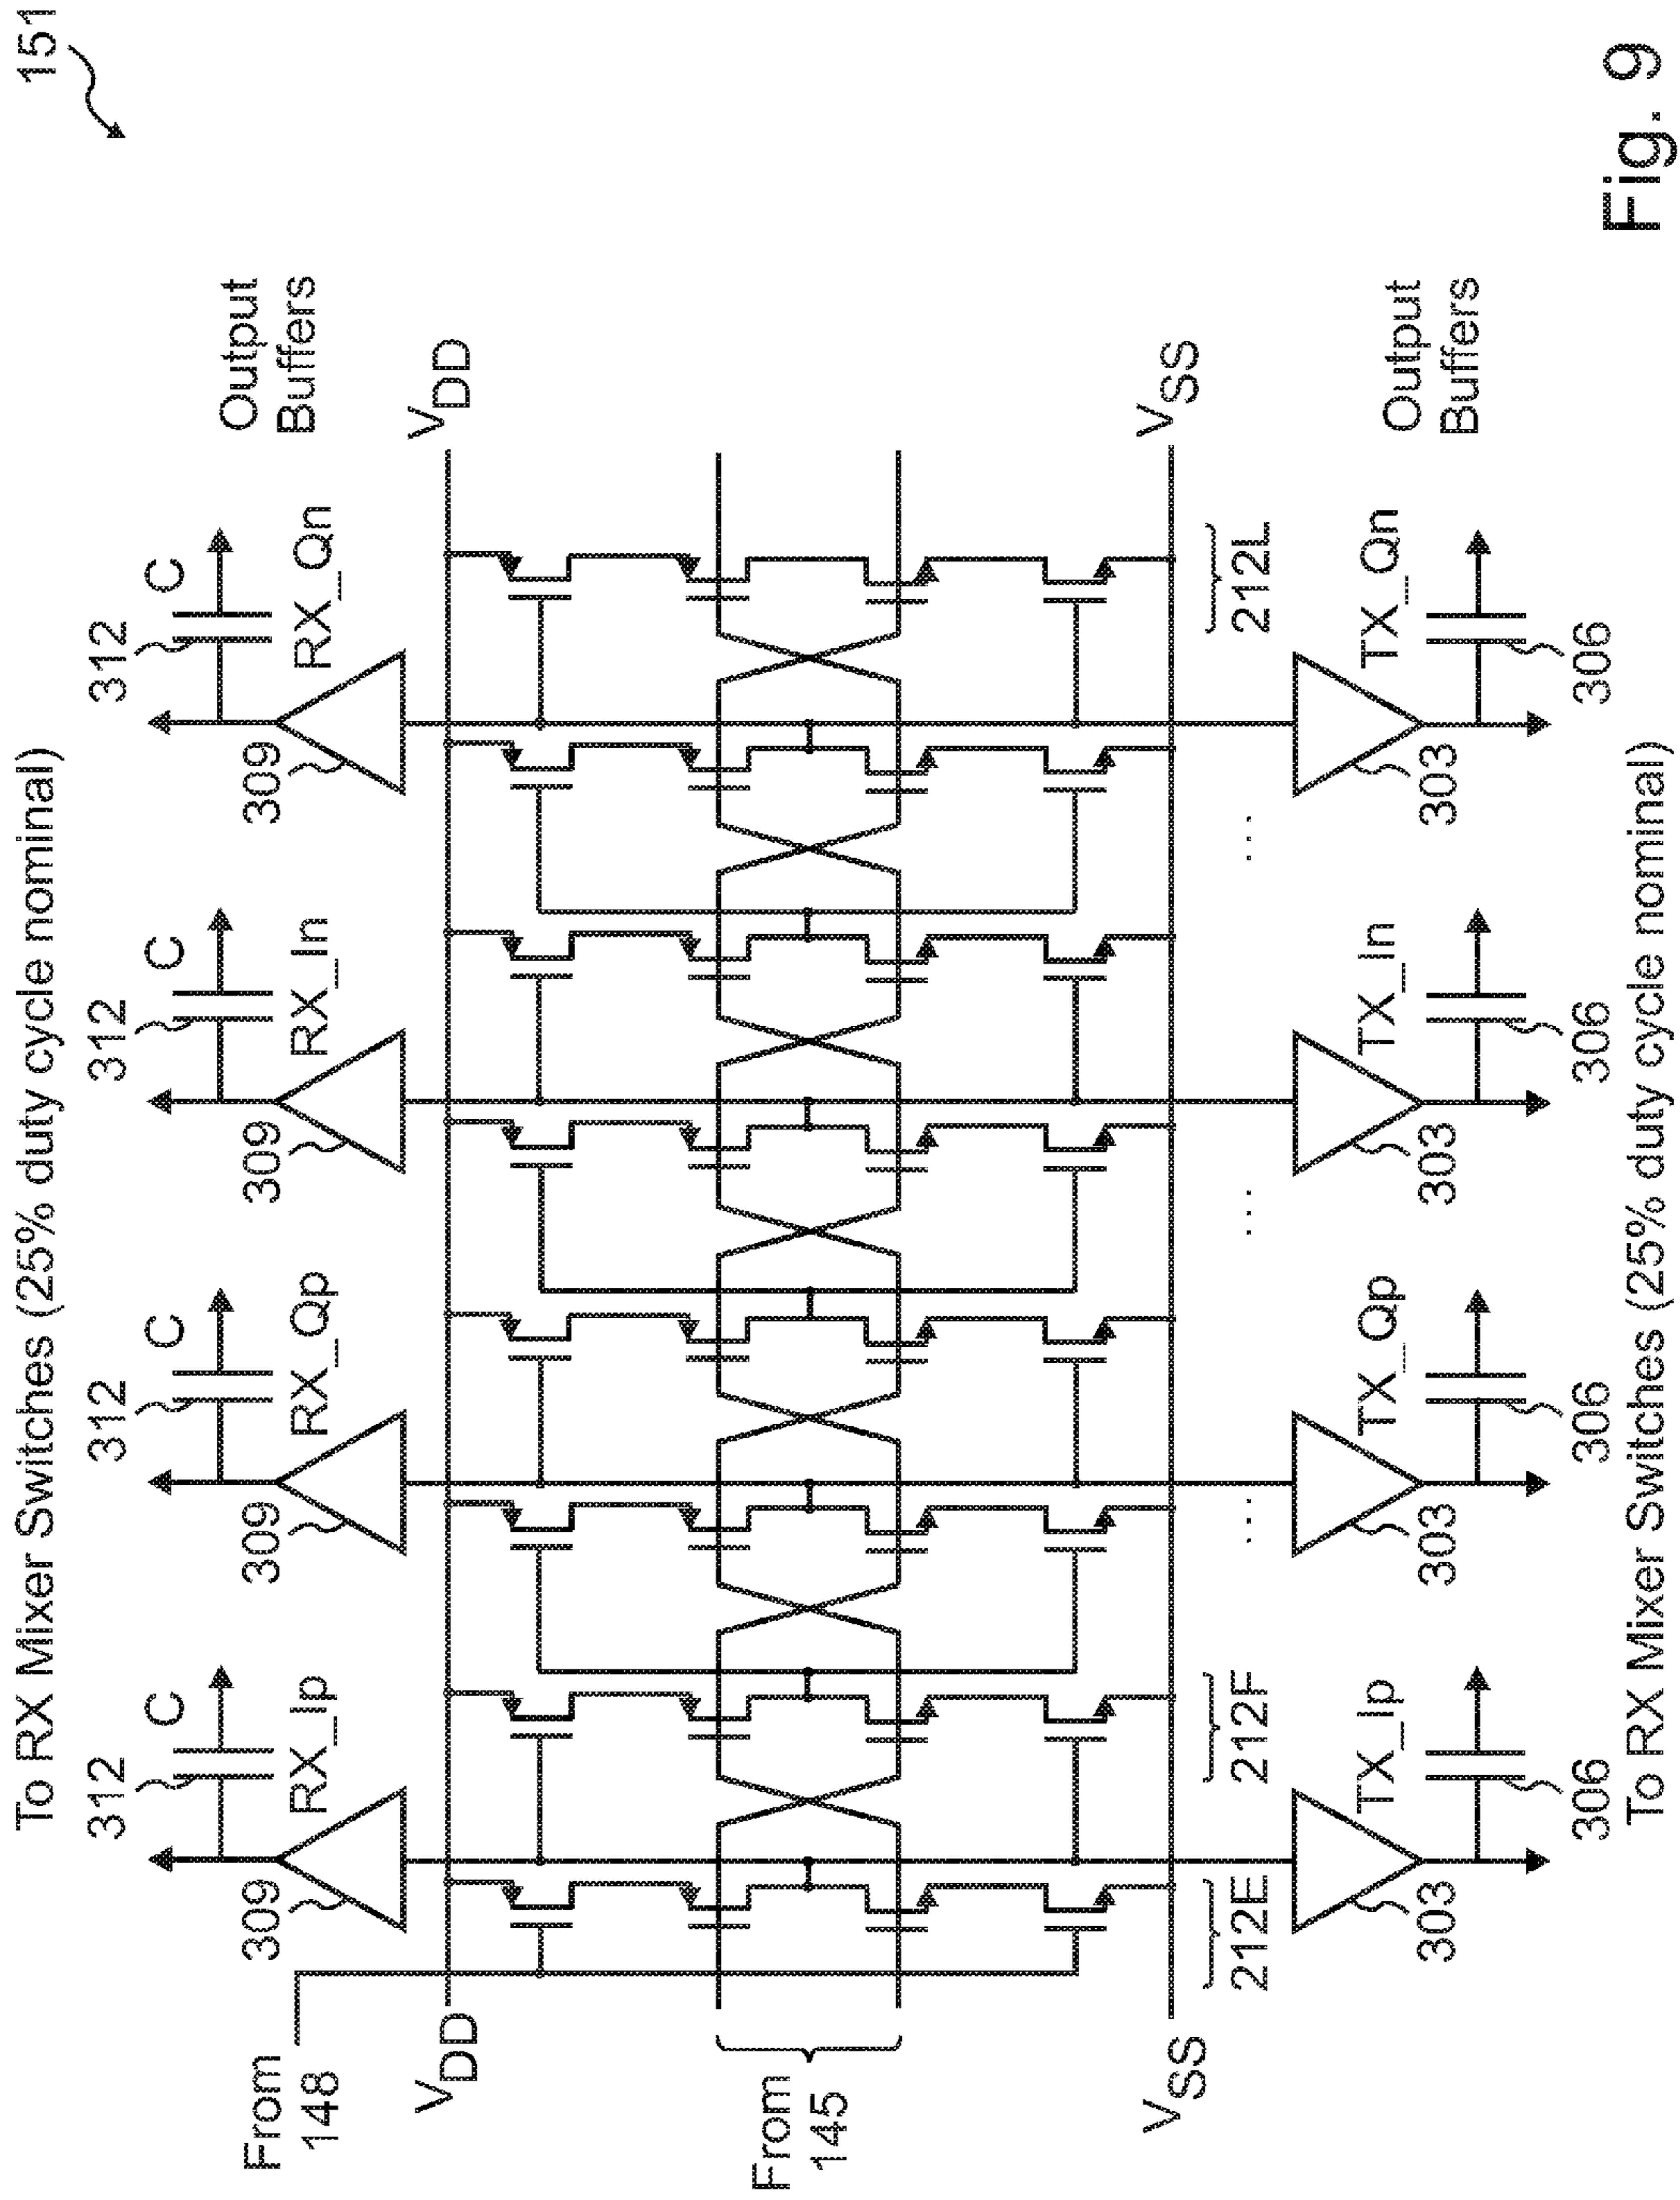 151
To RX Mixer Switches (25% duty cycle nominal)
312
C
312
C
312
C
312
C
Output
Buffers
309
RX_Ip
309
RX_Qp
309
RX_In
309
RX_Qn
From
148
VDD
VDD
From
145
VSS
VSS
212E
212F
. . .
. . .
. . .
212L
303
TX_Ip
303
TX_Qp
303
TX_In
303
TX_Qn
Output
Buffers
306
306
306
306
To RX Mixer Switches (25% duty cycle nominal)
Fig. 9